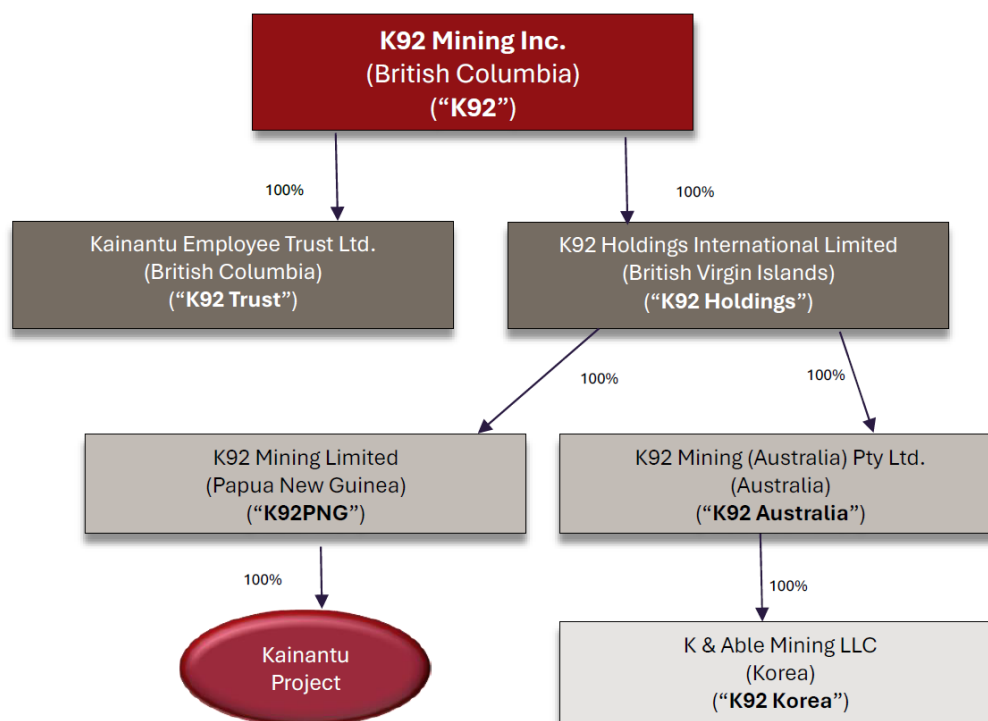 K92 Mining Inc.
(British Columbia)
(“K92”)
100%
100%
Kainantu Employee Trust Ltd.
(British Columbia)
(“K92 Trust”)
K92 Holdings International Limited
(British Virgin Islands)
(“K92 Holdings”)
100%
100%
K92 Mining Limited
(Papua New Guinea)
(“K92PNG”)
K92 Mining (Australia) Pty Ltd.
(Australia)
(“K92 Australia”)
100%
100%
Kainantu
Project
K & Able Mining LLC
(Korea)
(“K92 Korea”)